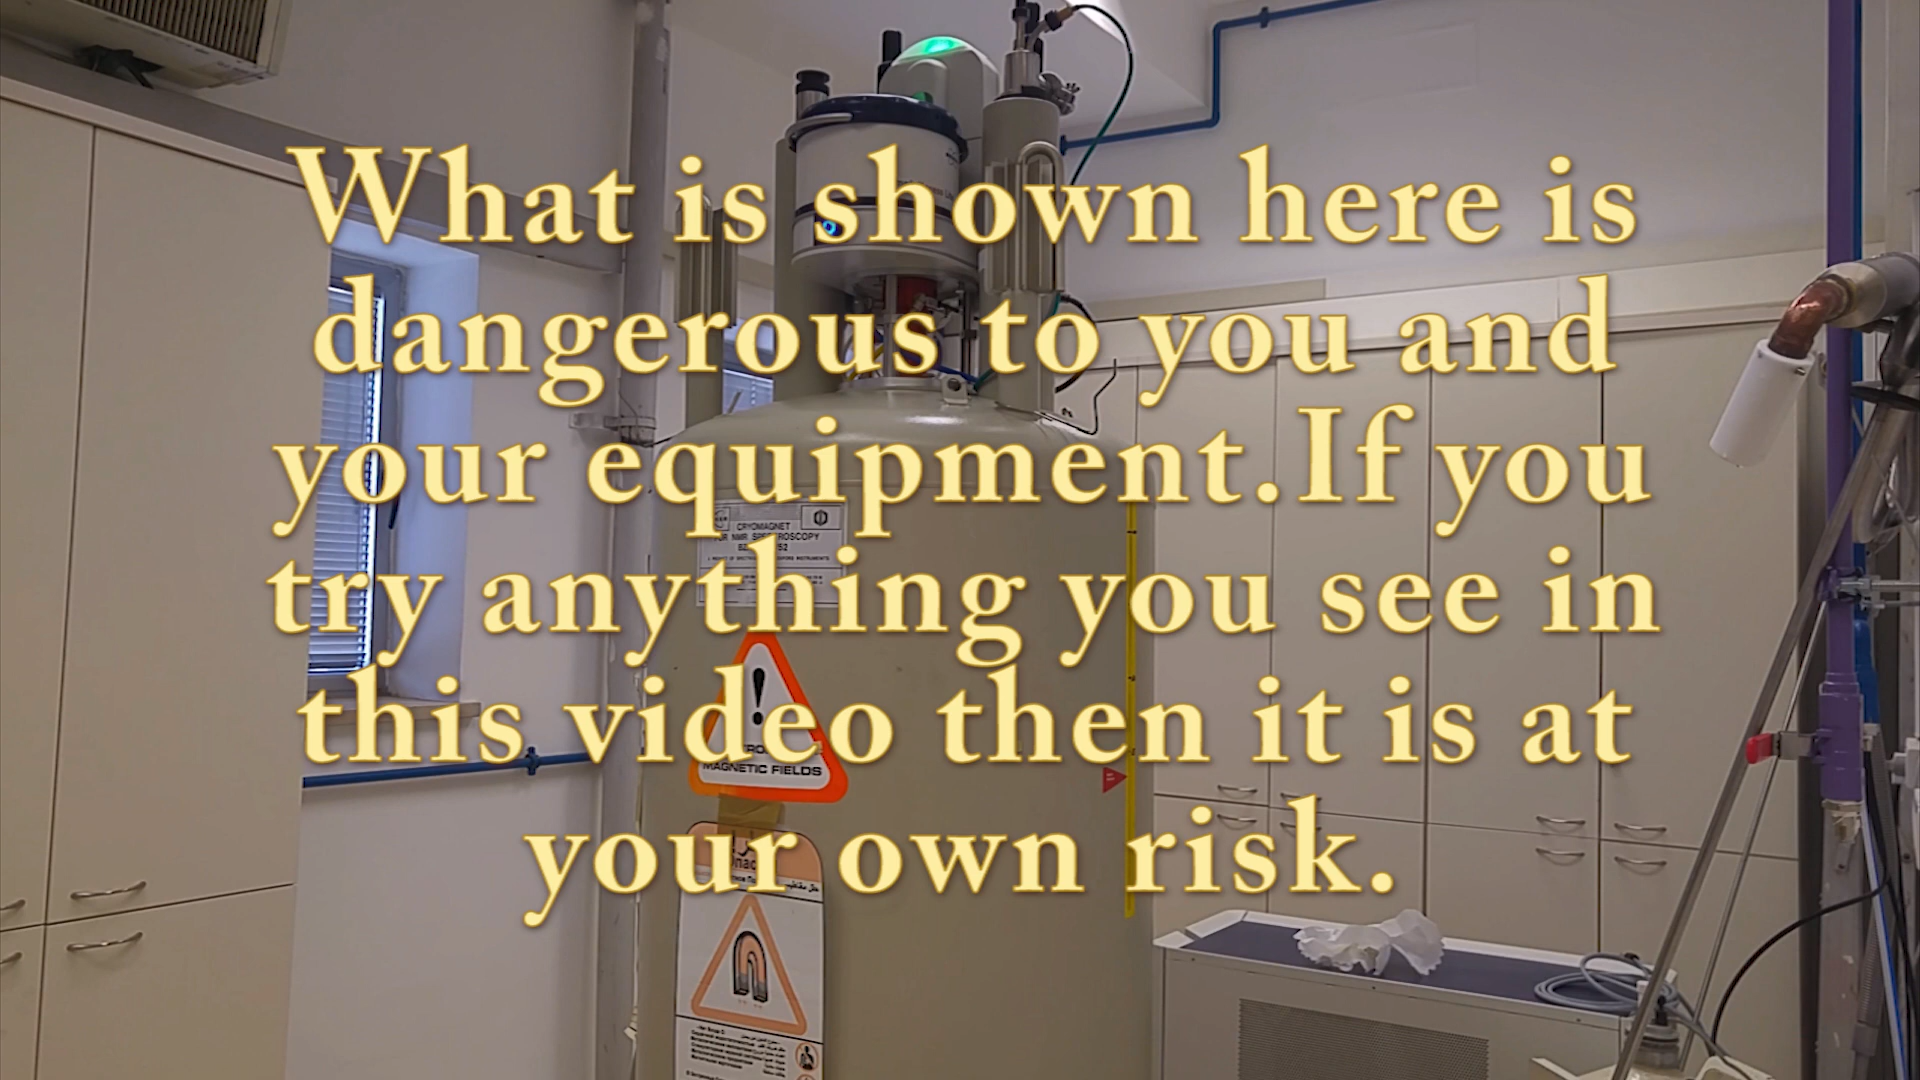 What is shown here is
dangerous to you and
your equipment.If you
try anything you see in
this video then it is at
your own risk.
CRYOMAGNET
NMR
MAGNETIC FIELDS